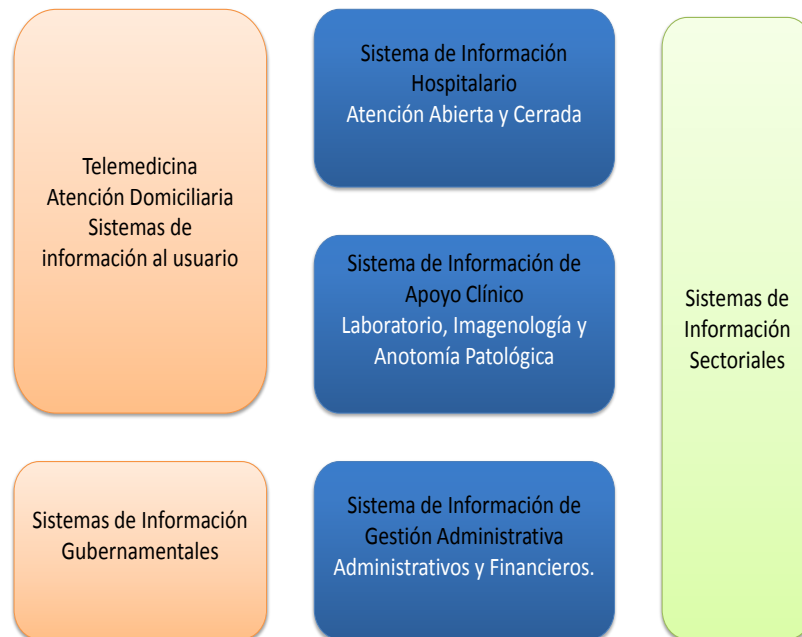 Telemedicina
Atención Domiciliaria
Sistemas de
información al usuario
Sistemas de Información
Gubernamentales
Sistema de Información
Hospitalario
Atención Abierta y Cerrada
Sistema de Información de
Apoyo Clínico
Laboratorio, Imagenología y
Anotomía Patológica
Sistema de Información de
Gestión Administrativa
Administrativos y Financieros.
Sistemas de
Información
Sectoriales